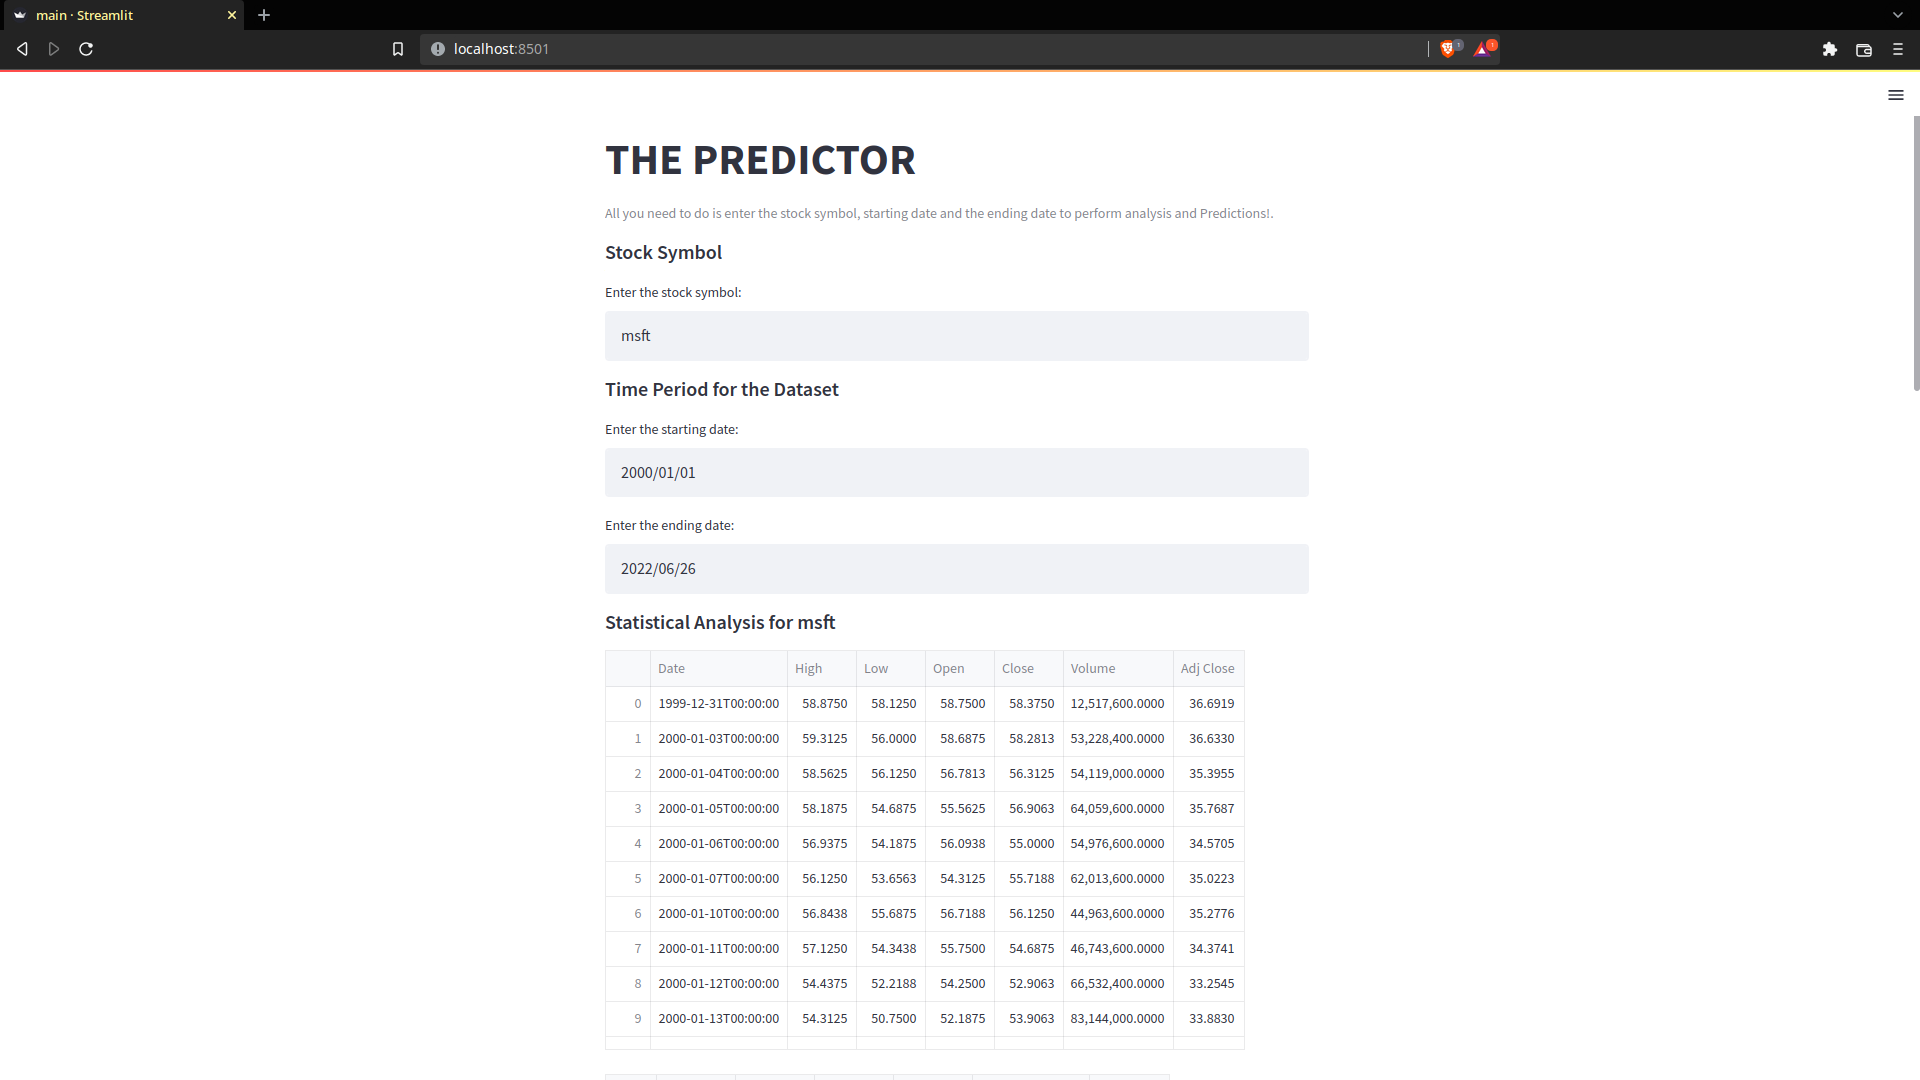 main · Streamlit
localhost:8501
1
1
THE PREDICTOR
All you need to do is enter the stock symbol, starting date and the ending date to perform analysis and Predictions!.
Stock Symbol
Enter the stock symbol:
msft
Time Period for the Dataset
Enter the starting date:
2000/01/01
Enter the ending date:
2022/06/26
Statistical Analysis for msft
Date High Low Open Close Volume Adj Close
0 1999-12-31T00:00:00 58.8750 58.1250 58.7500 58.3750 12,517,600.0000 36.6919
1 2000-01-03T00:00:00 59.3125 56.0000 58.6875 58.2813 53,228,400.0000 36.6330
2 2000-01-04T00:00:00 58.5625 56.1250 56.7813 56.3125 54,119,000.0000 35.3955
3 2000-01-05T00:00:00 58.1875 54.6875 55.5625 56.9063 64,059,600.0000 35.7687
4 2000-01-06T00:00:00 56.9375 54.1875 56.0938 55.0000 54,976,600.0000 34.5705
5 2000-01-07T00:00:00 56.1250 53.6563 54.3125 55.7188 62,013,600.0000 35.0223
6 2000-01-10T00:00:00 56.8438 55.6875 56.7188 56.1250 44,963,600.0000 35.2776
7 2000-01-11T00:00:00 57.1250 54.3438 55.7500 54.6875 46,743,600.0000 34.3741
8 2000-01-12T00:00:00 54.4375 52.2188 54.2500 52.9063 66,532,400.0000 33.2545
9 2000-01-13T00:00:00 54.3125 50.7500 52.1875 53.9063 83,144,000.0000 33.8830